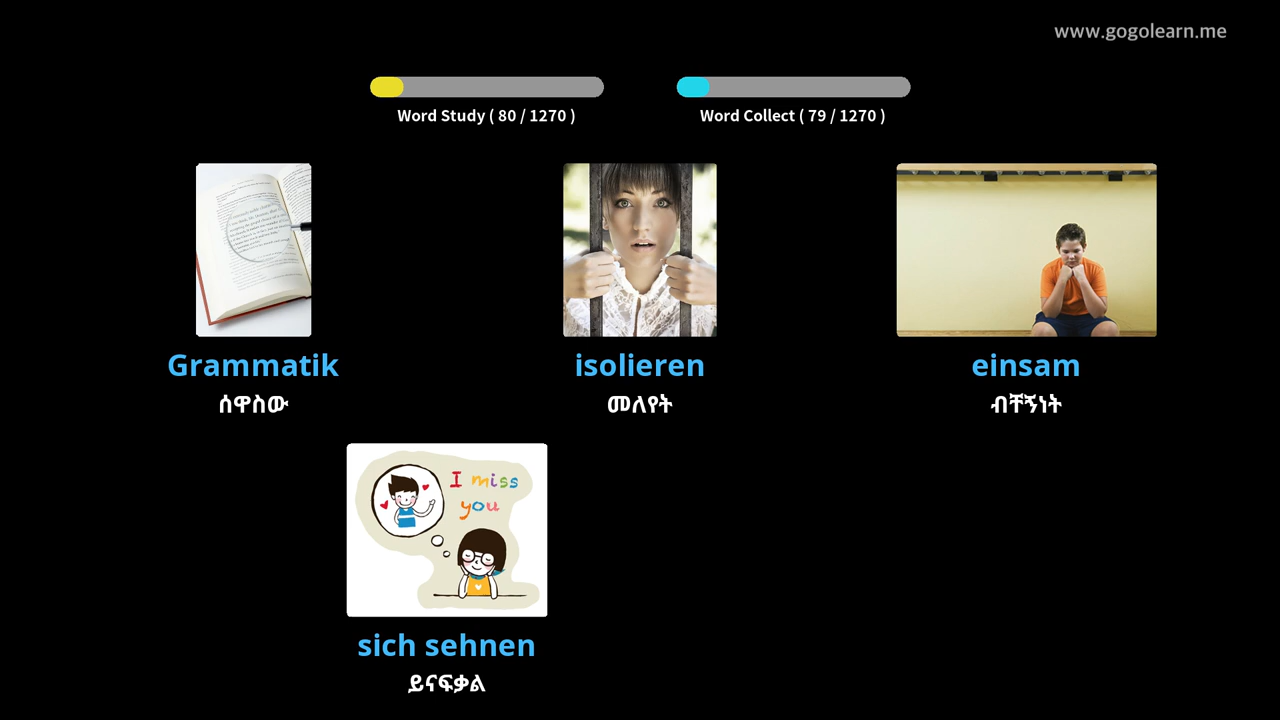 www.gogolearn.me
Word Study ( 80 / 1270 )
Word Collect ( 79 / 1270 )
Grammatik
ሰዋስው
isolieren
መለየት
einsam
ብቸኝነት
I miss
you
sich sehnen
ይናፍቃል